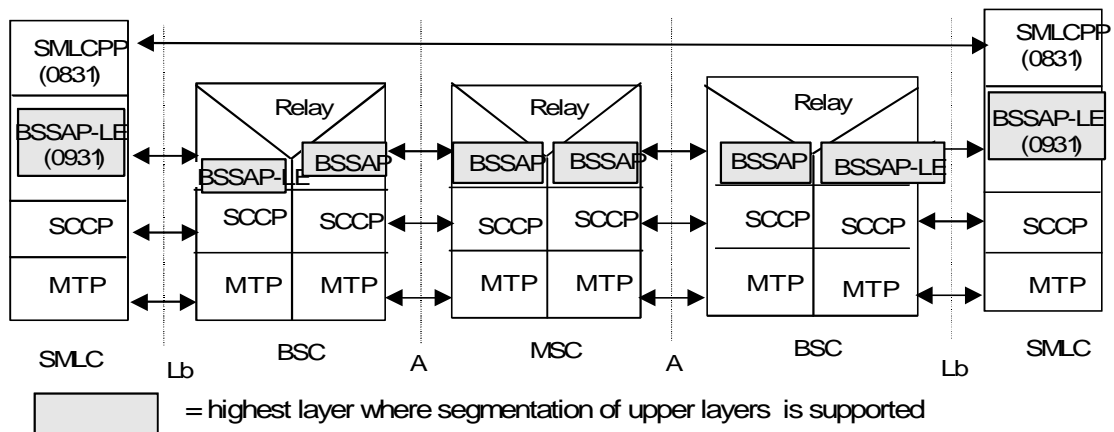 SMLCPP
(0831)
SMLCPP
(0831)
Relay
Relay
Relay
BSSAP-LE
(0931)
BSSAP-LE
(0931)
BSSAP-LE
BSSAP
BSSAP
BSSAP
BSSAP
BSSAP-LE
SCCP
SCCP
SCCP
SCCP
SCCP
SCCP
SCCP
SCCP
MTP
MTP
MTP
MTP
MTP
MTP
MTP
MTP
SMLC
Lb
BSC
A
MSC
A
BSC
Lb
SMLC
= highest layer where segmentation of upper layers is supported